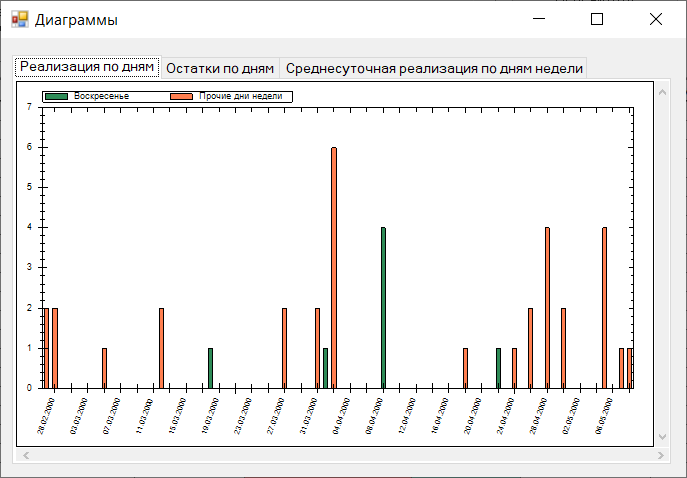 Диаграммы
Реализация по дням Остатки по дням Среднесуточная реализация по дням недели
Воскресенье Прочие дни недели
7
6
5
4
3
2
1
0
28.02.2000 03.03.2000 07.03.2000 11.03.2000 15.03.2000 19.03.2000 23.03.2000 27.03.2000 31.03.2000 04.04.2000 08.04.2000 12.04.2000 16.04.2000 20.04.2000 24.04.2000 28.04.2000 02.05.2000 06.05.2000